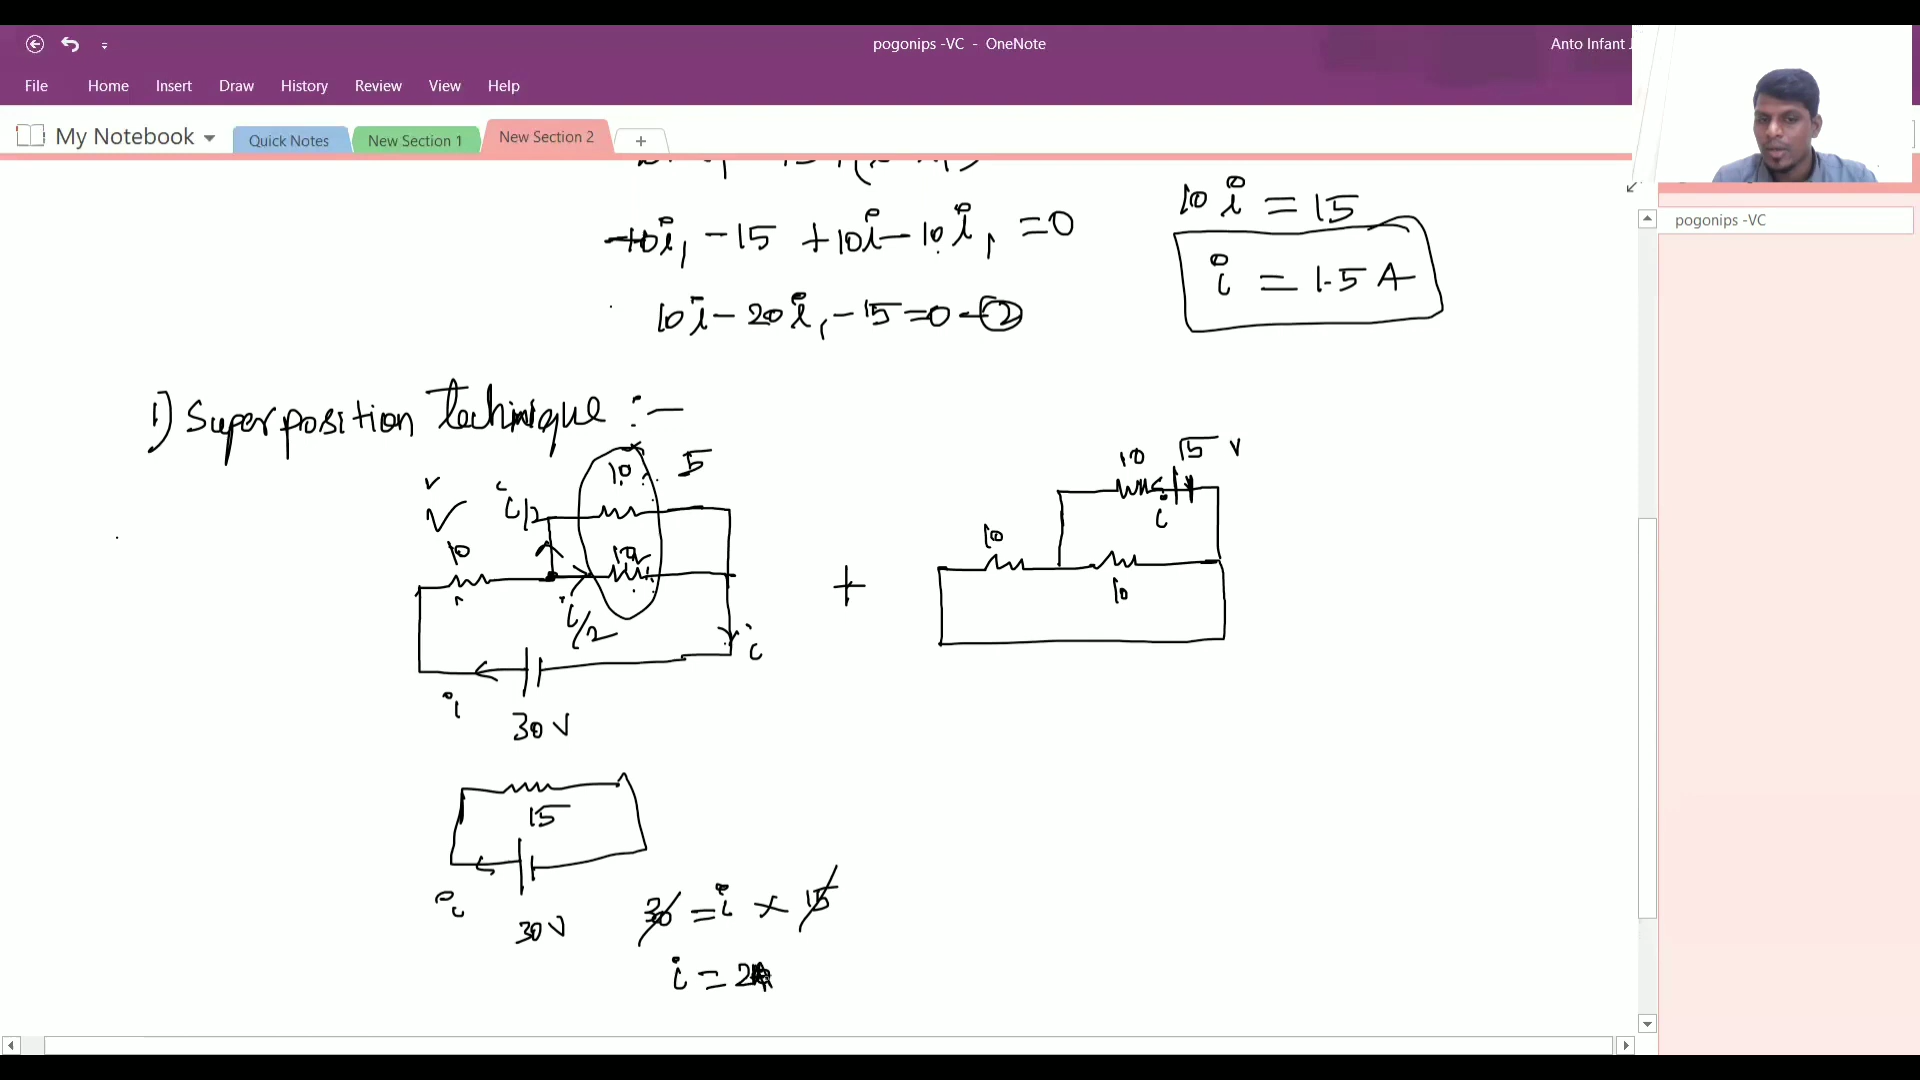 pogonips -VC - OneNote
Anto Infant J
File Home Insert Draw History Review View Help
My Notebook
Quick Notes
New Section 1
New Section 2
+
pogonips -VC
-10i₁ - 15 + 10i - 10i₁ = 0
10i - 20i₁ - 15 = 0 - ②
10 i = 15
i = 1.5 A
1) Superposition Technique :-
10
5
i/2
10
10
i/2
i
i
30 V
+
10
15 V
i
10
10
15
i
30 V
30 = i × 15
i = 2A